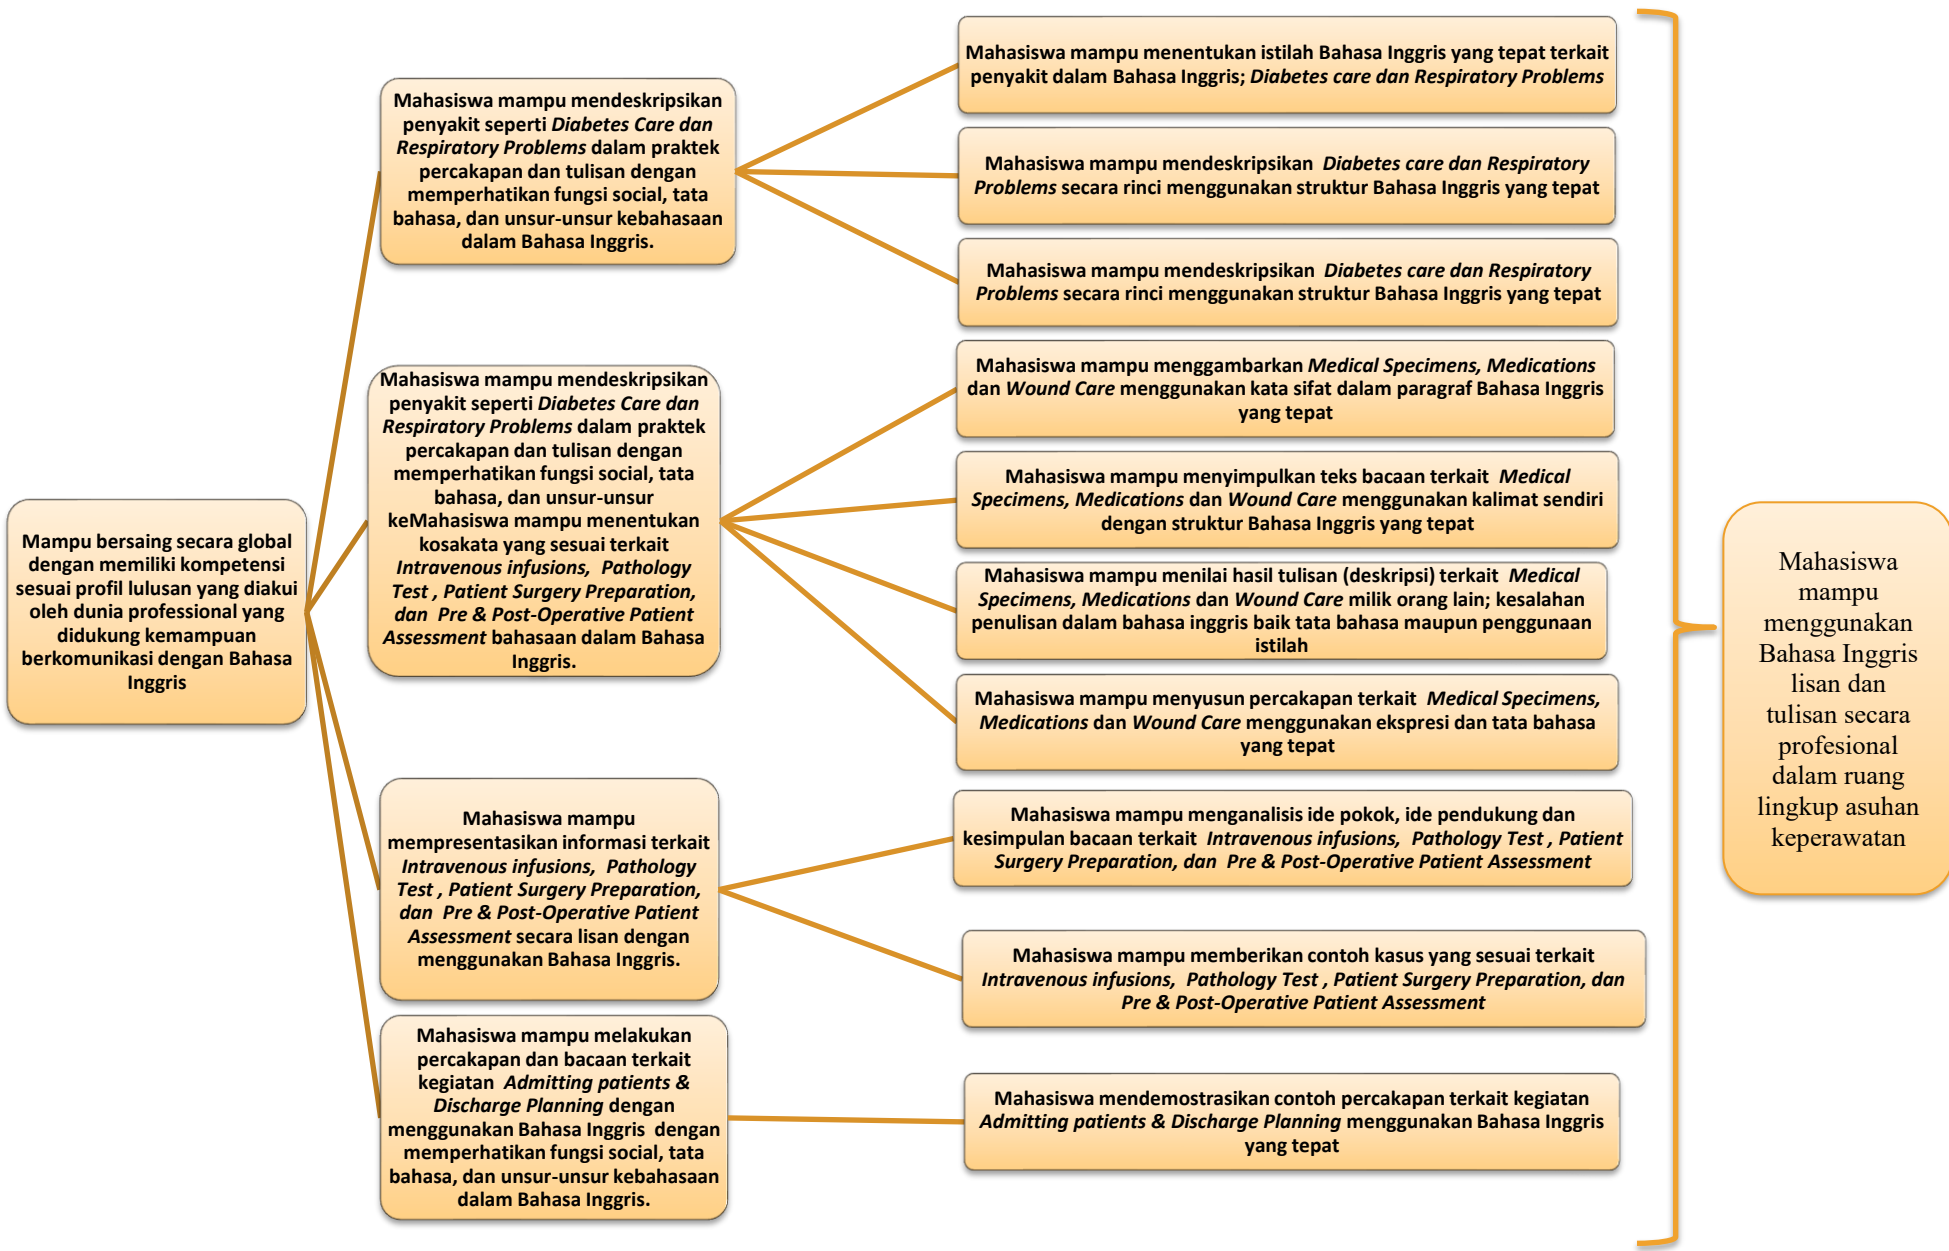 Mampu bersaing secara global
dengan memiliki kompetensi
sesuai profil lulusan yang diakui
oleh dunia professional yang
didukung kemampuan
berkomunikasi dengan Bahasa
Inggris
Mahasiswa mampu mendeskripsikan
penyakit seperti Diabetes Care dan
Respiratory Problems dalam praktek
percakapan dan tulisan dengan
memperhatikan fungsi social, tata
bahasa, dan unsur-unsur kebahasaan
dalam Bahasa Inggris.
Mahasiswa mampu menentukan istilah Bahasa Inggris yang tepat terkait
penyakit dalam Bahasa Inggris; Diabetes care dan Respiratory Problems
Mahasiswa mampu mendeskripsikan Diabetes care dan Respiratory
Problems secara rinci menggunakan struktur Bahasa Inggris yang tepat
Mahasiswa mampu mendeskripsikan Diabetes care dan Respiratory
Problems secara rinci menggunakan struktur Bahasa Inggris yang tepat
Mahasiswa mampu mendeskripsikan
penyakit seperti Diabetes Care dan
Respiratory Problems dalam praktek
percakapan dan tulisan dengan
memperhatikan fungsi social, tata
bahasa, dan unsur-unsur
keMahasiswa mampu menentukan
kosakata yang sesuai terkait
Intravenous infusions, Pathology
Test , Patient Surgery Preparation,
dan Pre & Post-Operative Patient
Assessment bahasaan dalam Bahasa
Inggris.
Mahasiswa mampu menggambarkan Medical Specimens, Medications
dan Wound Care menggunakan kata sifat dalam paragraf Bahasa Inggris
yang tepat
Mahasiswa mampu menyimpulkan teks bacaan terkait Medical
Specimens, Medications dan Wound Care menggunakan kalimat sendiri
dengan struktur Bahasa Inggris yang tepat
Mahasiswa mampu menilai hasil tulisan (deskripsi) terkait Medical
Specimens, Medications dan Wound Care milik orang lain; kesalahan
penulisan dalam bahasa inggris baik tata bahasa maupun penggunaan
istilah
Mahasiswa mampu menyusun percakapan terkait Medical Specimens,
Medications dan Wound Care menggunakan ekspresi dan tata bahasa
yang tepat
Mahasiswa mampu
mempresentasikan informasi terkait
Intravenous infusions, Pathology
Test , Patient Surgery Preparation,
dan Pre & Post-Operative Patient
Assessment secara lisan dengan
menggunakan Bahasa Inggris.
Mahasiswa mampu menganalisis ide pokok, ide pendukung dan
kesimpulan bacaan terkait Intravenous infusions, Pathology Test , Patient
Surgery Preparation, dan Pre & Post-Operative Patient Assessment
Mahasiswa mampu memberikan contoh kasus yang sesuai terkait
Intravenous infusions, Pathology Test , Patient Surgery Preparation, dan
Pre & Post-Operative Patient Assessment
Mahasiswa mampu melakukan
percakapan dan bacaan terkait
kegiatan Admitting patients &
Discharge Planning dengan
menggunakan Bahasa Inggris dengan
memperhatikan fungsi social, tata
bahasa, dan unsur-unsur kebahasaan
dalam Bahasa Inggris.
Mahasiswa mendemostrasikan contoh percakapan terkait kegiatan
Admitting patients & Discharge Planning menggunakan Bahasa Inggris
yang tepat
Mahasiswa
mampu
menggunakan
Bahasa Inggris
lisan dan
tulisan secara
profesional
dalam ruang
lingkup asuhan
keperawatan